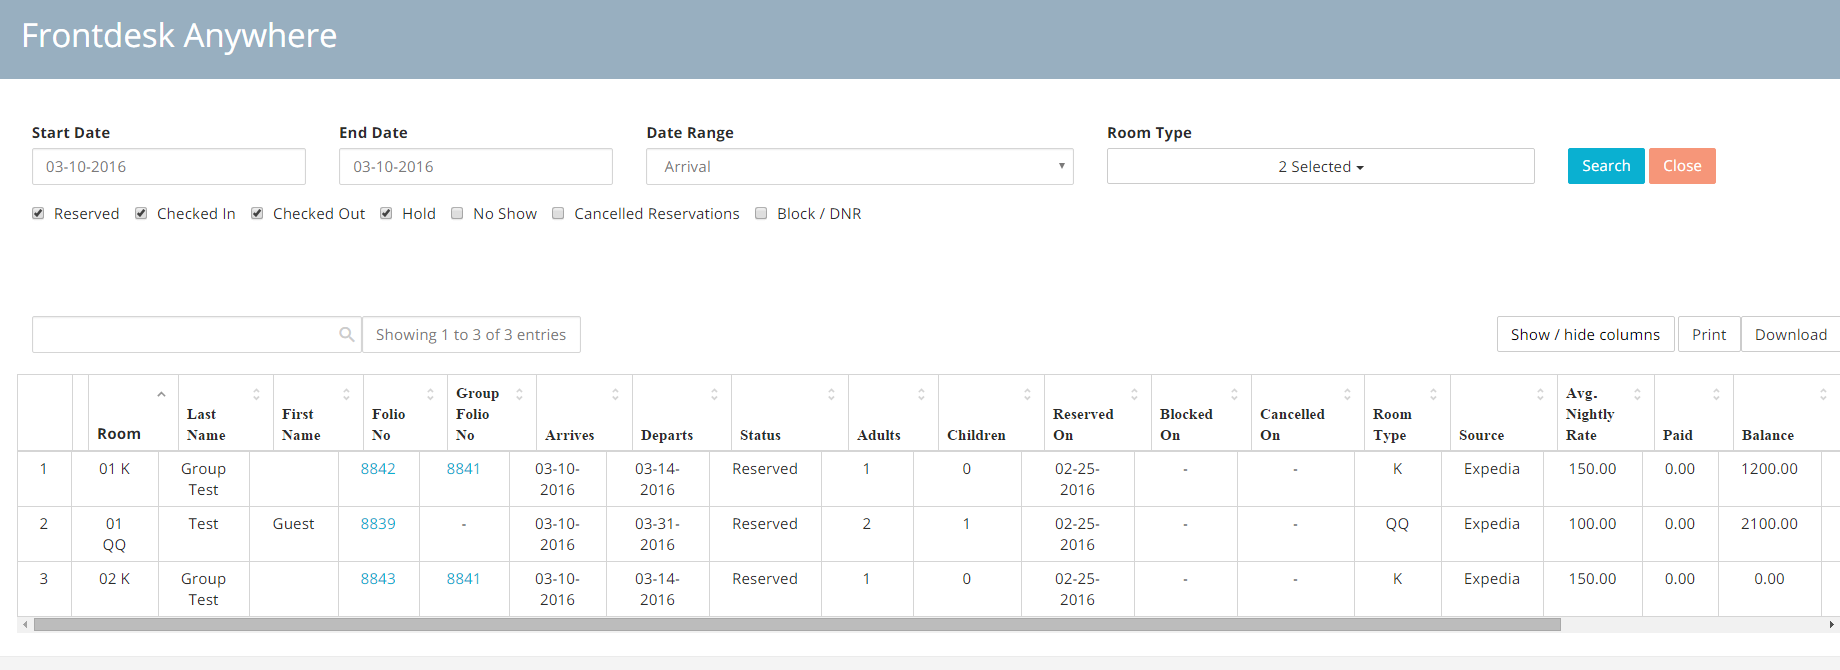 Frontdesk Anywhere
Start Date End Date Date Range Room Type
03-10-2016 03-10-2016 Arrival 2 Selected Search Close
Reserved Checked In Checked Out Hold No Show Cancelled Reservations Block / DNR
Showing 1 to 3 of 3 entries Show / hide columns Print Download
Room Last Name First Name Folio No Group Folio No Arrives Departs Status Adults Children Reserved On Blocked On Cancelled On Room Type Source Avg. Nightly Rate Paid Balance
1 01 K Group Test 8842 8841 03-10-2016 03-14-2016 Reserved 1 0 02-25-2016 - - K Expedia 150.00 0.00 1200.00
2 01 QQ Test Guest 8839 - 03-10-2016 03-31-2016 Reserved 2 1 02-25-2016 - - QQ Expedia 100.00 0.00 2100.00
3 02 K Group Test 8843 8841 03-10-2016 03-14-2016 Reserved 1 0 02-25-2016 - - K Expedia 150.00 0.00 0.00